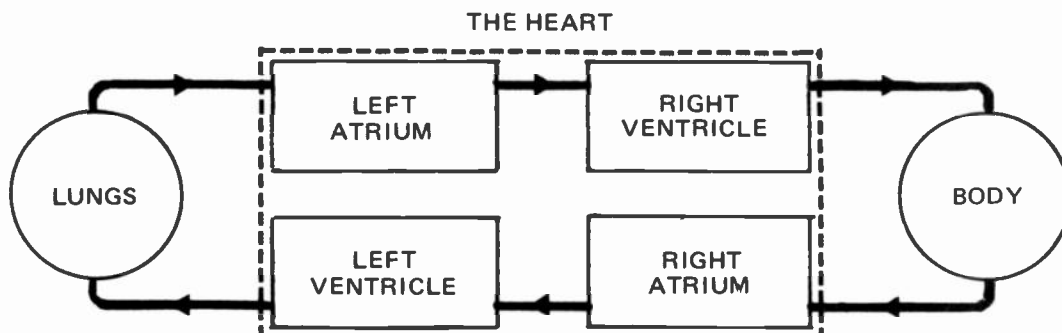 THE HEART
LEFT
ATRIUM
RIGHT
VENTRICLE
LUNGS
BODY
LEFT
VENTRICLE
RIGHT
ATRIUM